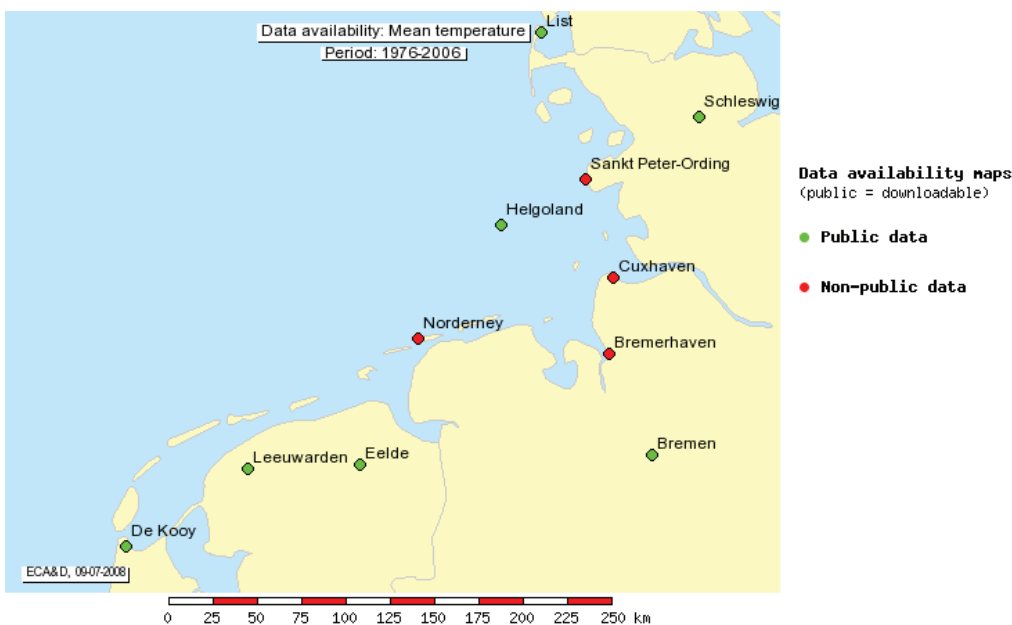 List
Data availability: Mean temperature
Period: 1976-2006
Schleswig
Sankt Peter-Ording
Data availability maps
(public = downloadable)
Helgoland
Public data
Cuxhaven
Non-public data
Norderney
Bremerhaven
Bremen
Leeuwarden
Eelde
De Kooy
ECA&D, 09-07-2008
0 25 50 75 100 125 150 175 200 225 250 km